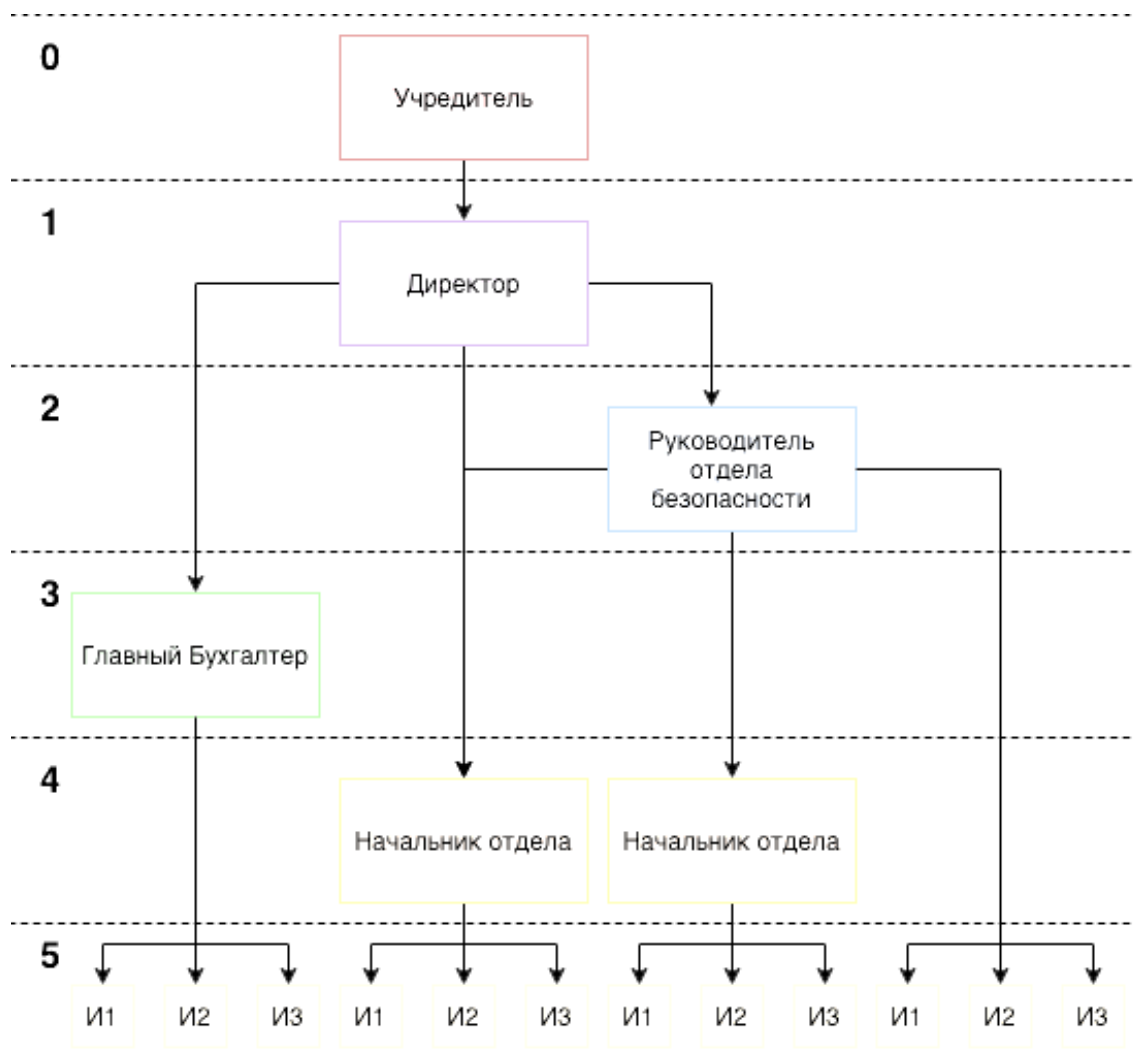 0
Учредитель
1
Директор
2
Руководитель
отдела
безопасности
3
Главный Бухгалтер
4
Начальник отдела
Начальник отдела
5
И1 И2 И3 И1 И2 И3 И1 И2 И3 И1 И2 И3